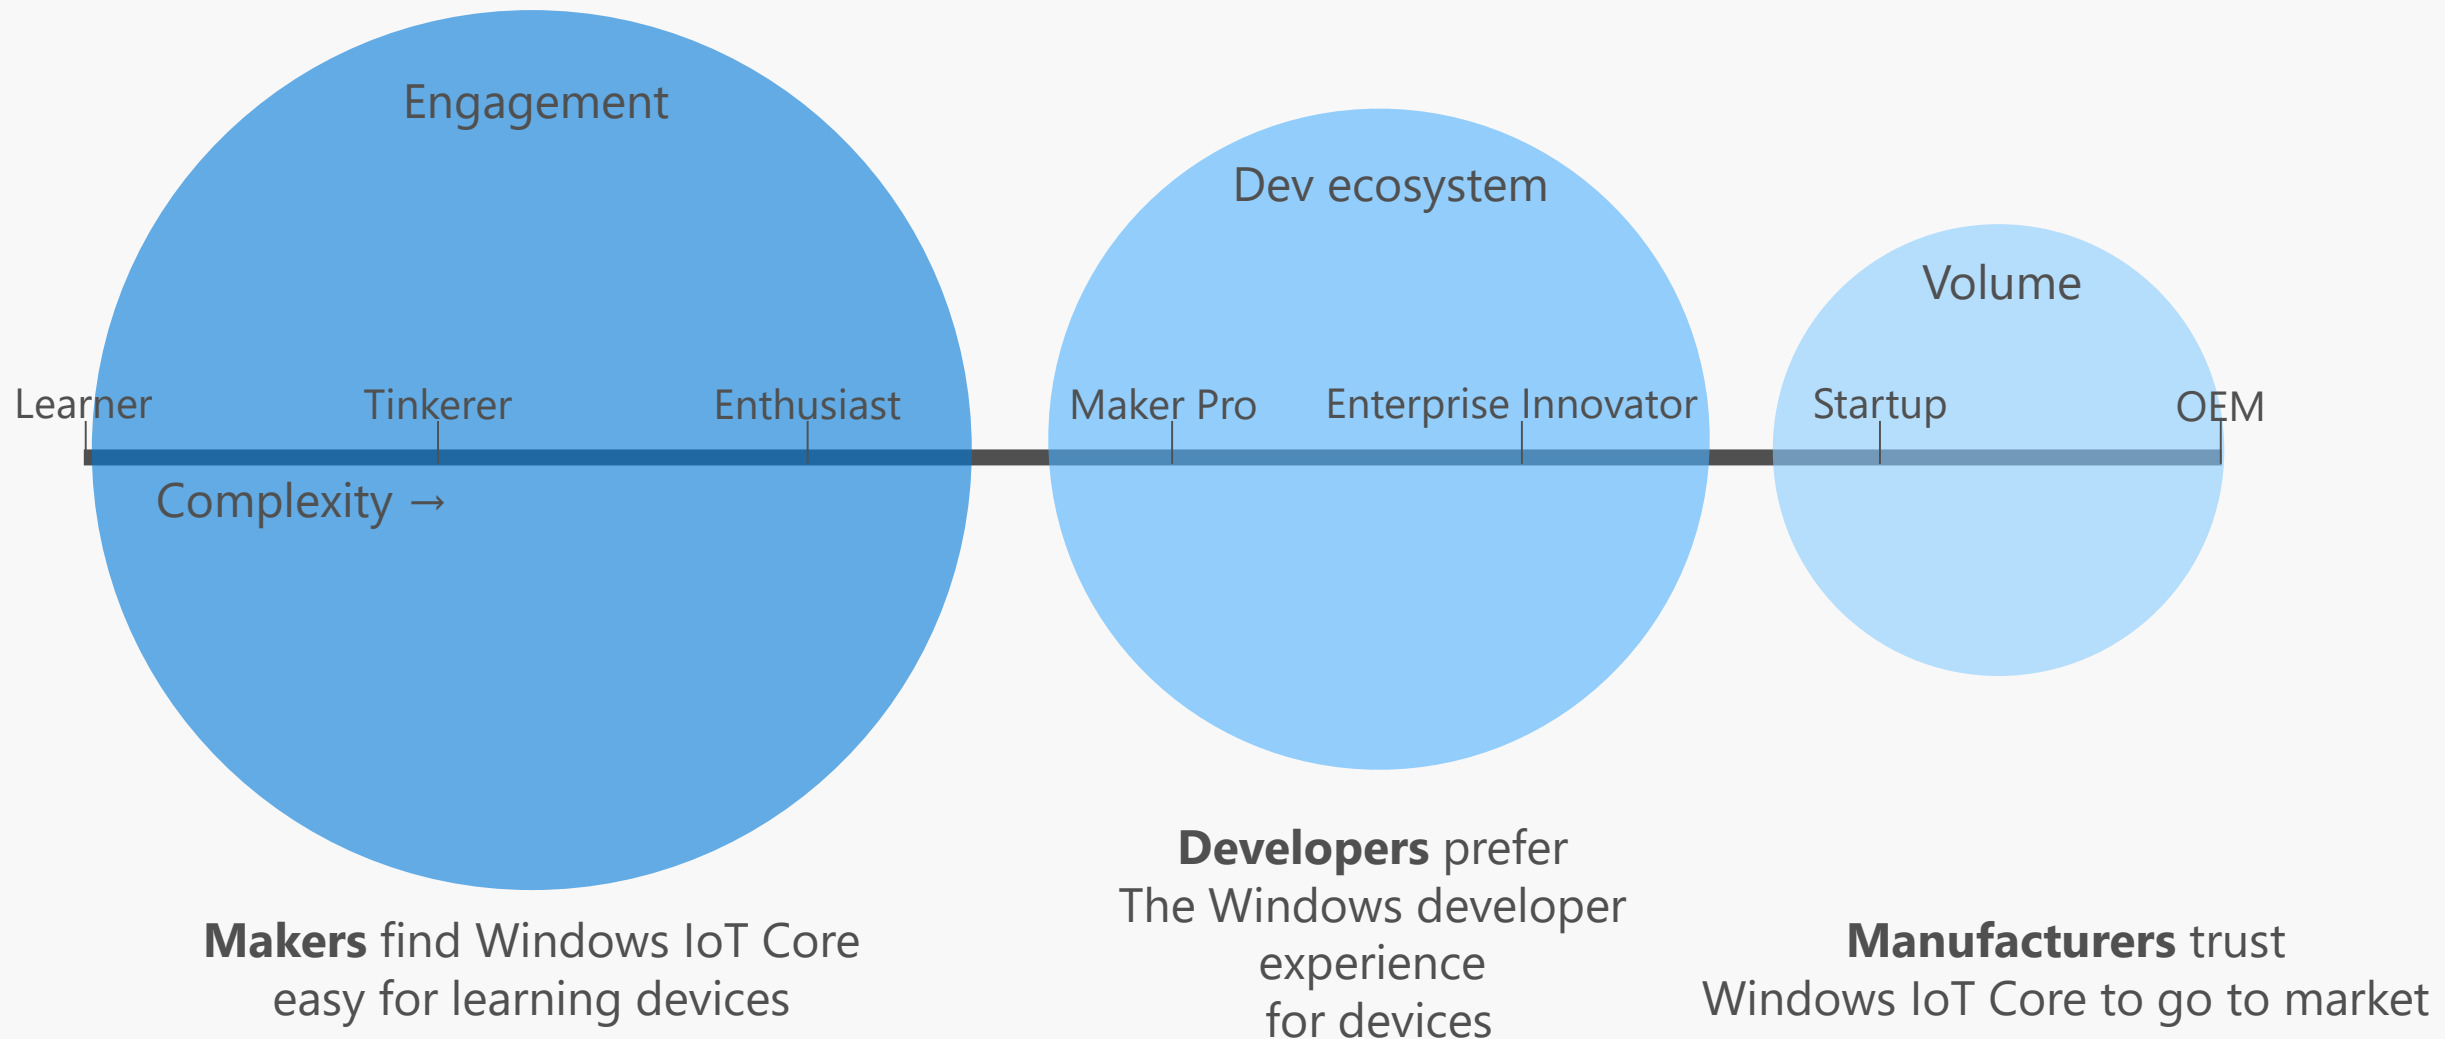 Engagement
Dev ecosystem
Volume
Learner
Tinkerer
Enthusiast
Maker Pro
Enterprise Innovator
Startup
OEM
Complexity →
Makers find Windows IoT Core
easy for learning devices
Developers prefer
The Windows developer
experience
for devices
Manufacturers trust
Windows IoT Core to go to market